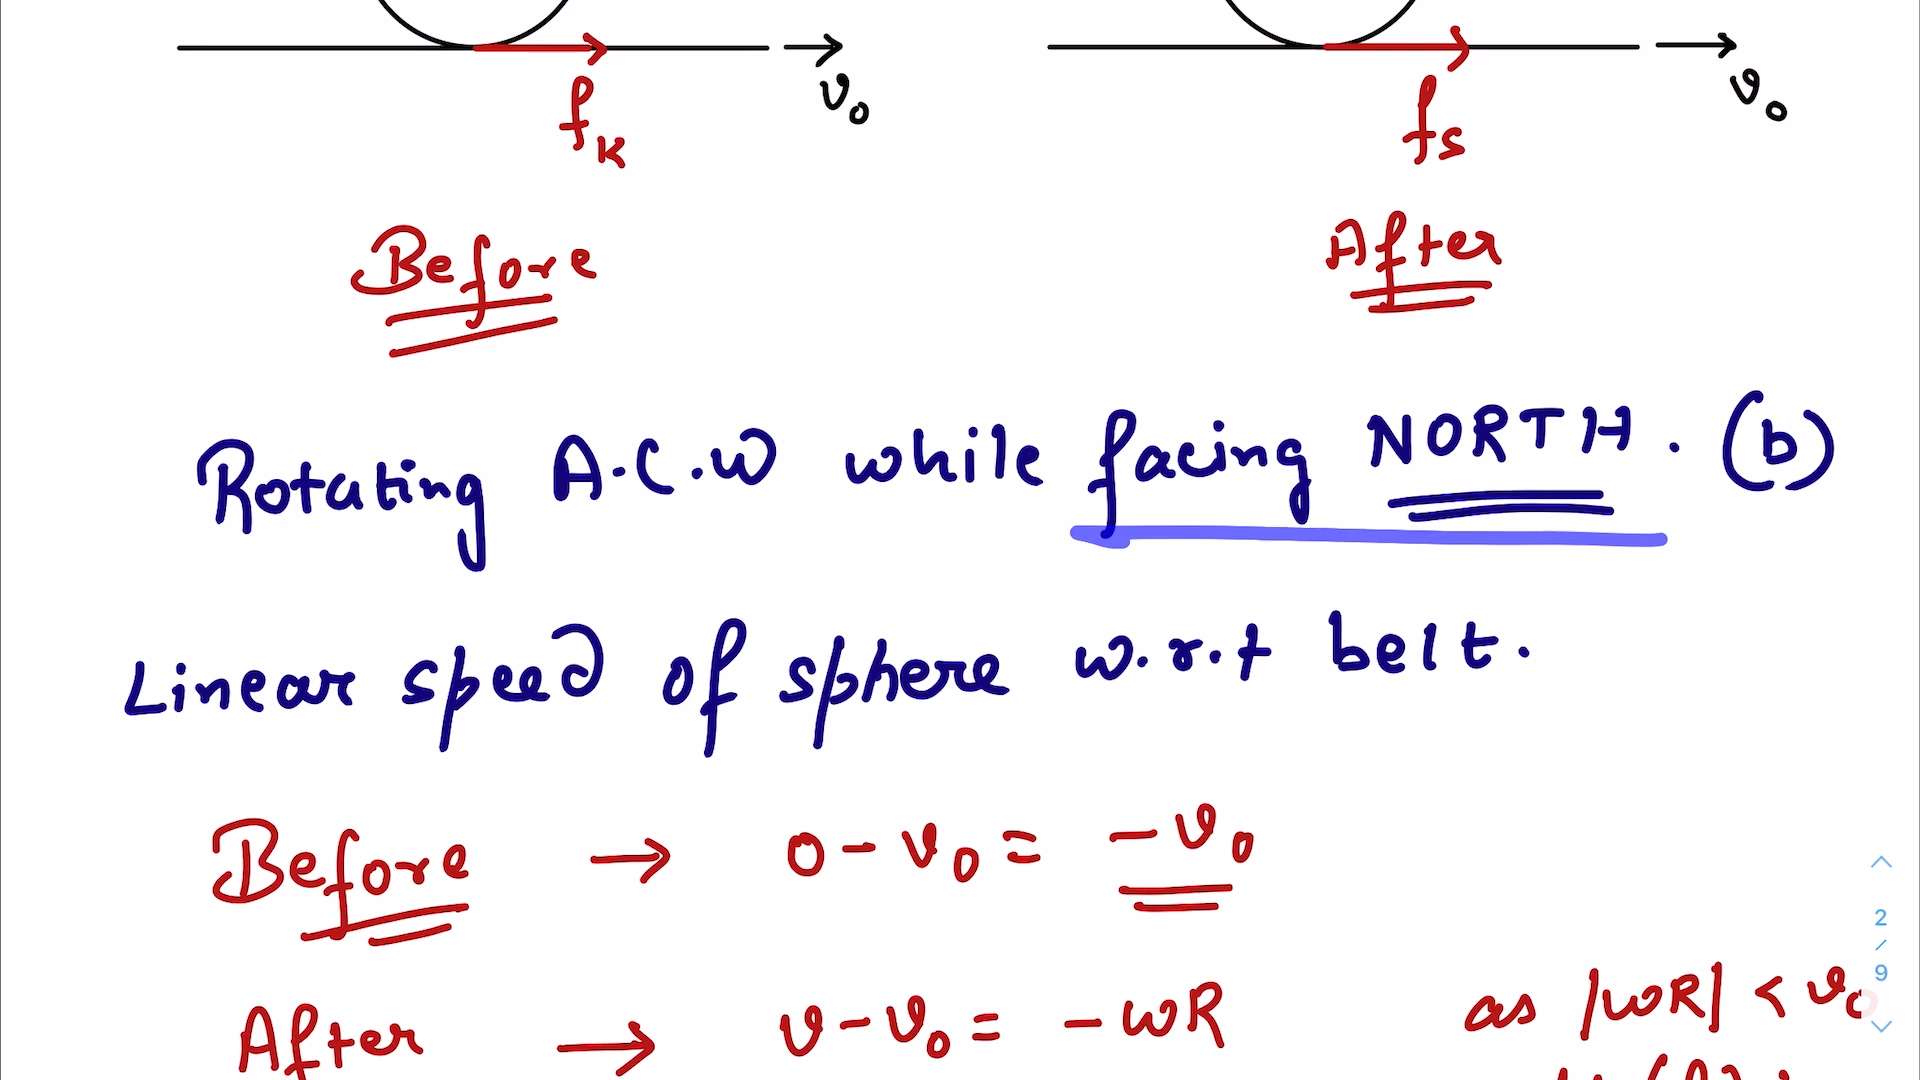 v₀ v₀
fₖ fₛ
Before After
Rotating A.C.W while facing NORTH. (b)
Linear speed of sphere w.r.t belt.
Before → 0 - v₀ = -v₀
2
/
9
After → v - v₀ = -ωR as |ωR| < v₀